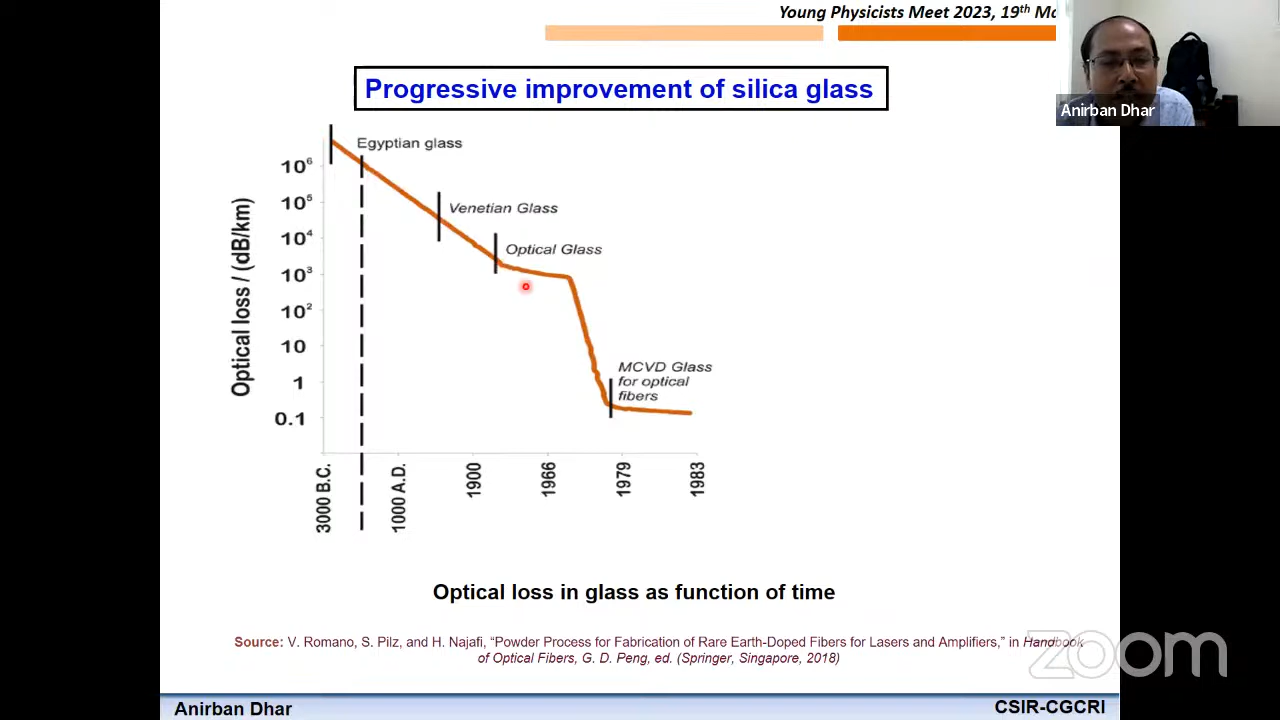 Young Physicists Meet 2023, 19th Ma
Anirban Dhar
Progressive improvement of silica glass
Egyptian glass
Venetian Glass
Optical Glass
MCVD Glass
for optical
fibers
Optical loss / (dB/km)
10⁶
10⁵
10⁴
10³
10²
10
1
0.1
3000 B.C.
1000 A.D.
1900
1966
1979
1983
Optical loss in glass as function of time
Source: V. Romano, S. Pilz, and H. Najafi, “Powder Process for Fabrication of Rare Earth-Doped Fibers for Lasers and Amplifiers,” in Handbook
of Optical Fibers, G. D. Peng, ed. (Springer, Singapore, 2018)
zoom
Anirban Dhar
CSIR-CGCRI